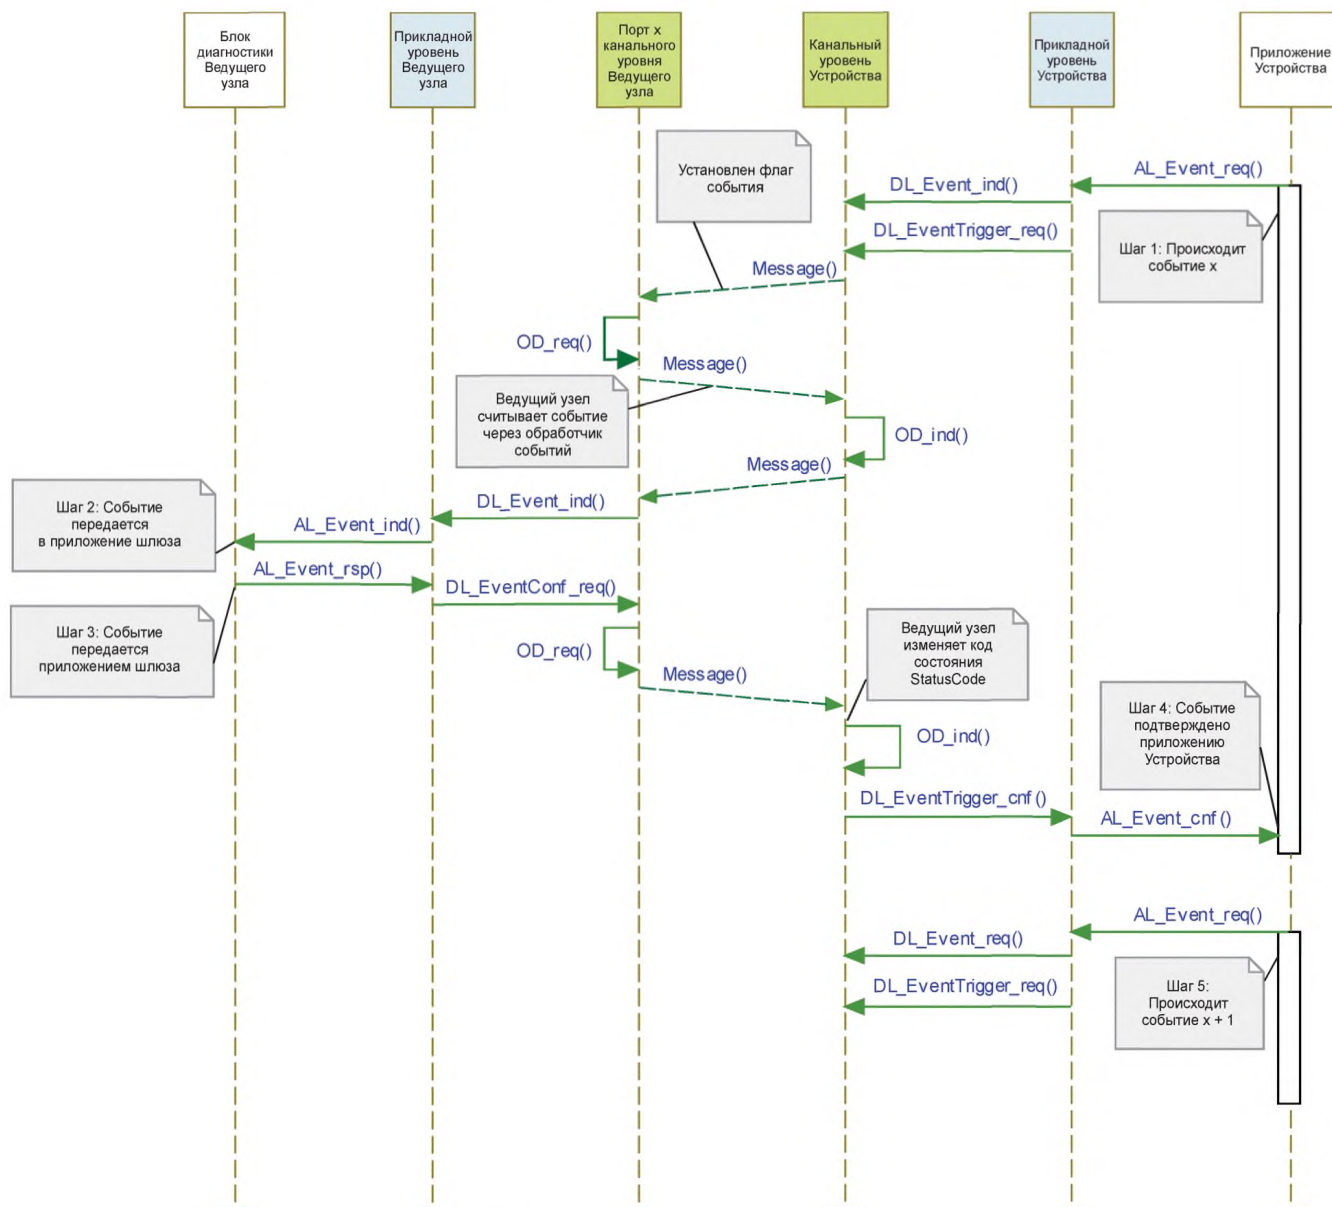 Блок
диагностики
Ведущего
узла
Прикладной
уровень
Ведущего
узла
Порт х
канального
уровня
Ведущего
узла
Канальный
уровень
Устройства
Прикладной
уровень
Устройства
Приложение
Устройства
Установлен флаг
события
AL_Event_req()
DL_Event_ind()
DL_EventTrigger_req()
Шаг 1: Происходит
событие х
Message()
OD_req()
Message()
Ведущий узел
считывает событие
через обработчик
событий
OD_ind()
Message()
DL_Event_ind()
Шаг 2: Событие
передается
в приложение шлюза
AL_Event_ind()
AL_Event_rsp()
DL_EventConf_req()
Шаг 3: Событие
передается
приложением шлюза
OD_req()
Message()
Ведущий узел
изменяет код
состояния
StatusCode
OD_ind()
Шаг 4: Событие
подтверждено
приложению
Устройства
DL_EventTrigger_cnf()
AL_Event_cnf()
AL_Event_req()
DL_Event_req()
DL_EventTrigger_req()
Шаг 5:
Происходит
событие х + 1